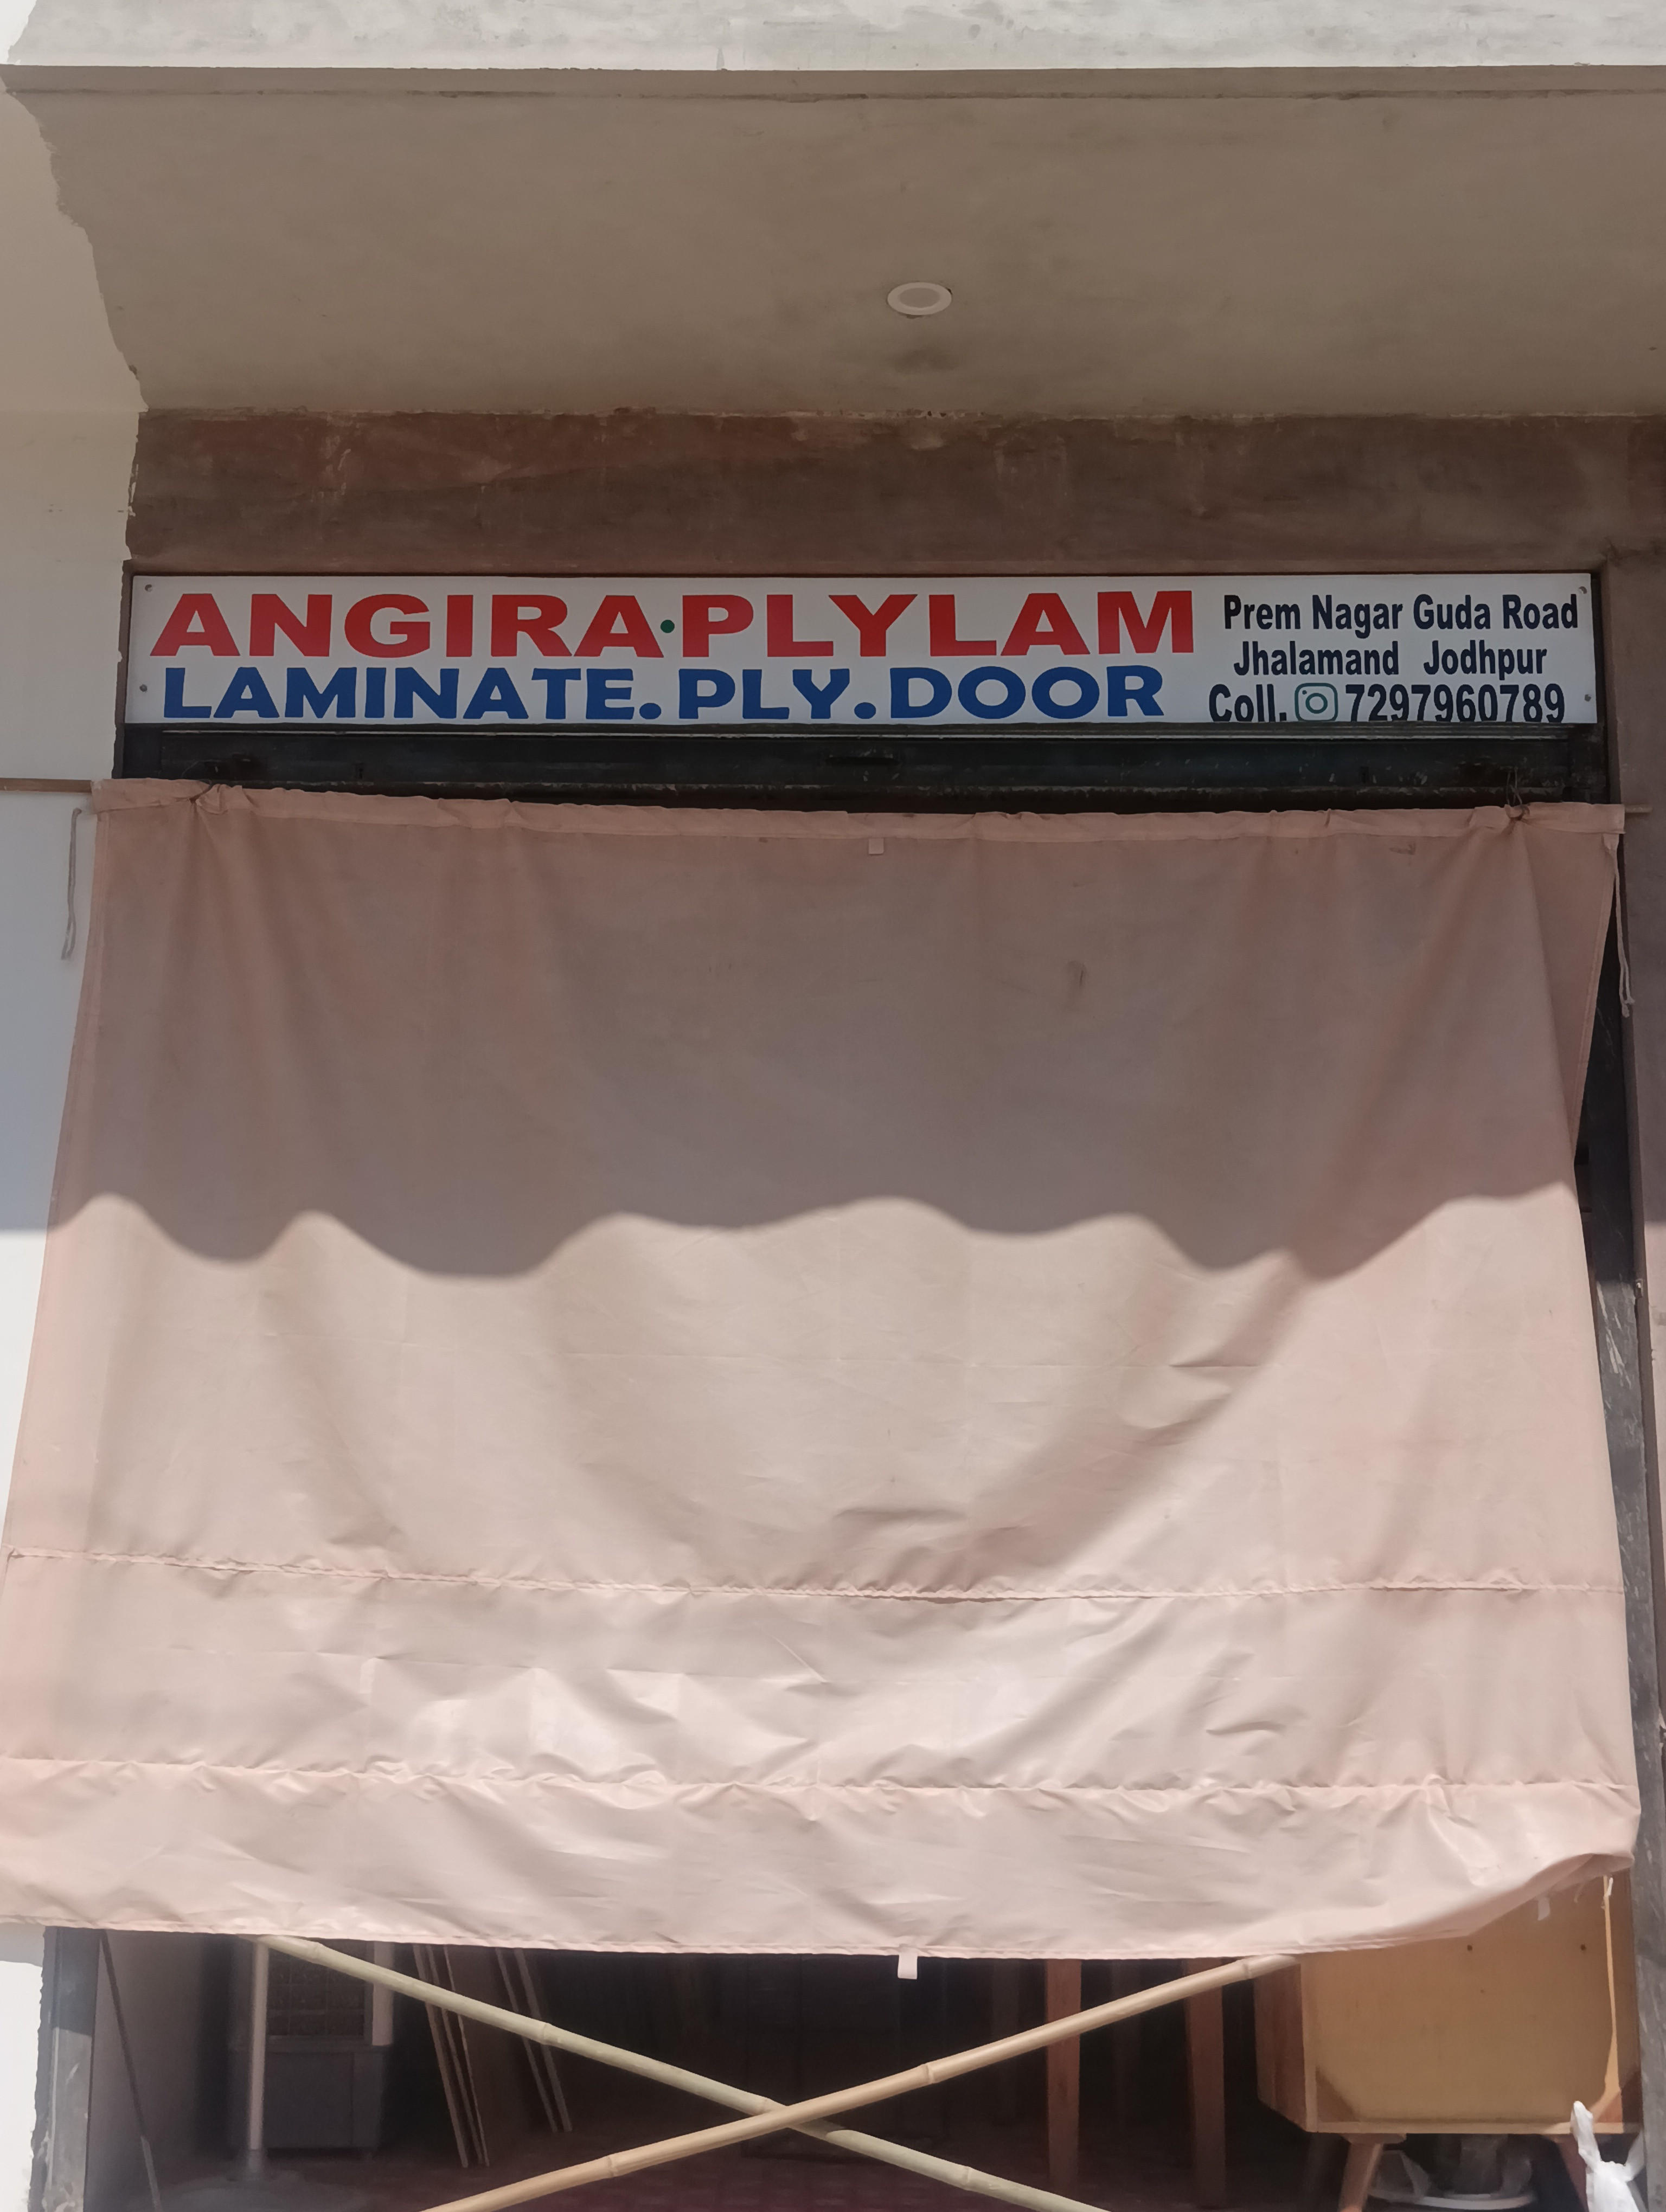 ANGIRA•PLYLAM
LAMINATE.PLY.DOOR
Prem Nagar Guda Road
Jhalamand Jodhpur
Coll. 7297960789